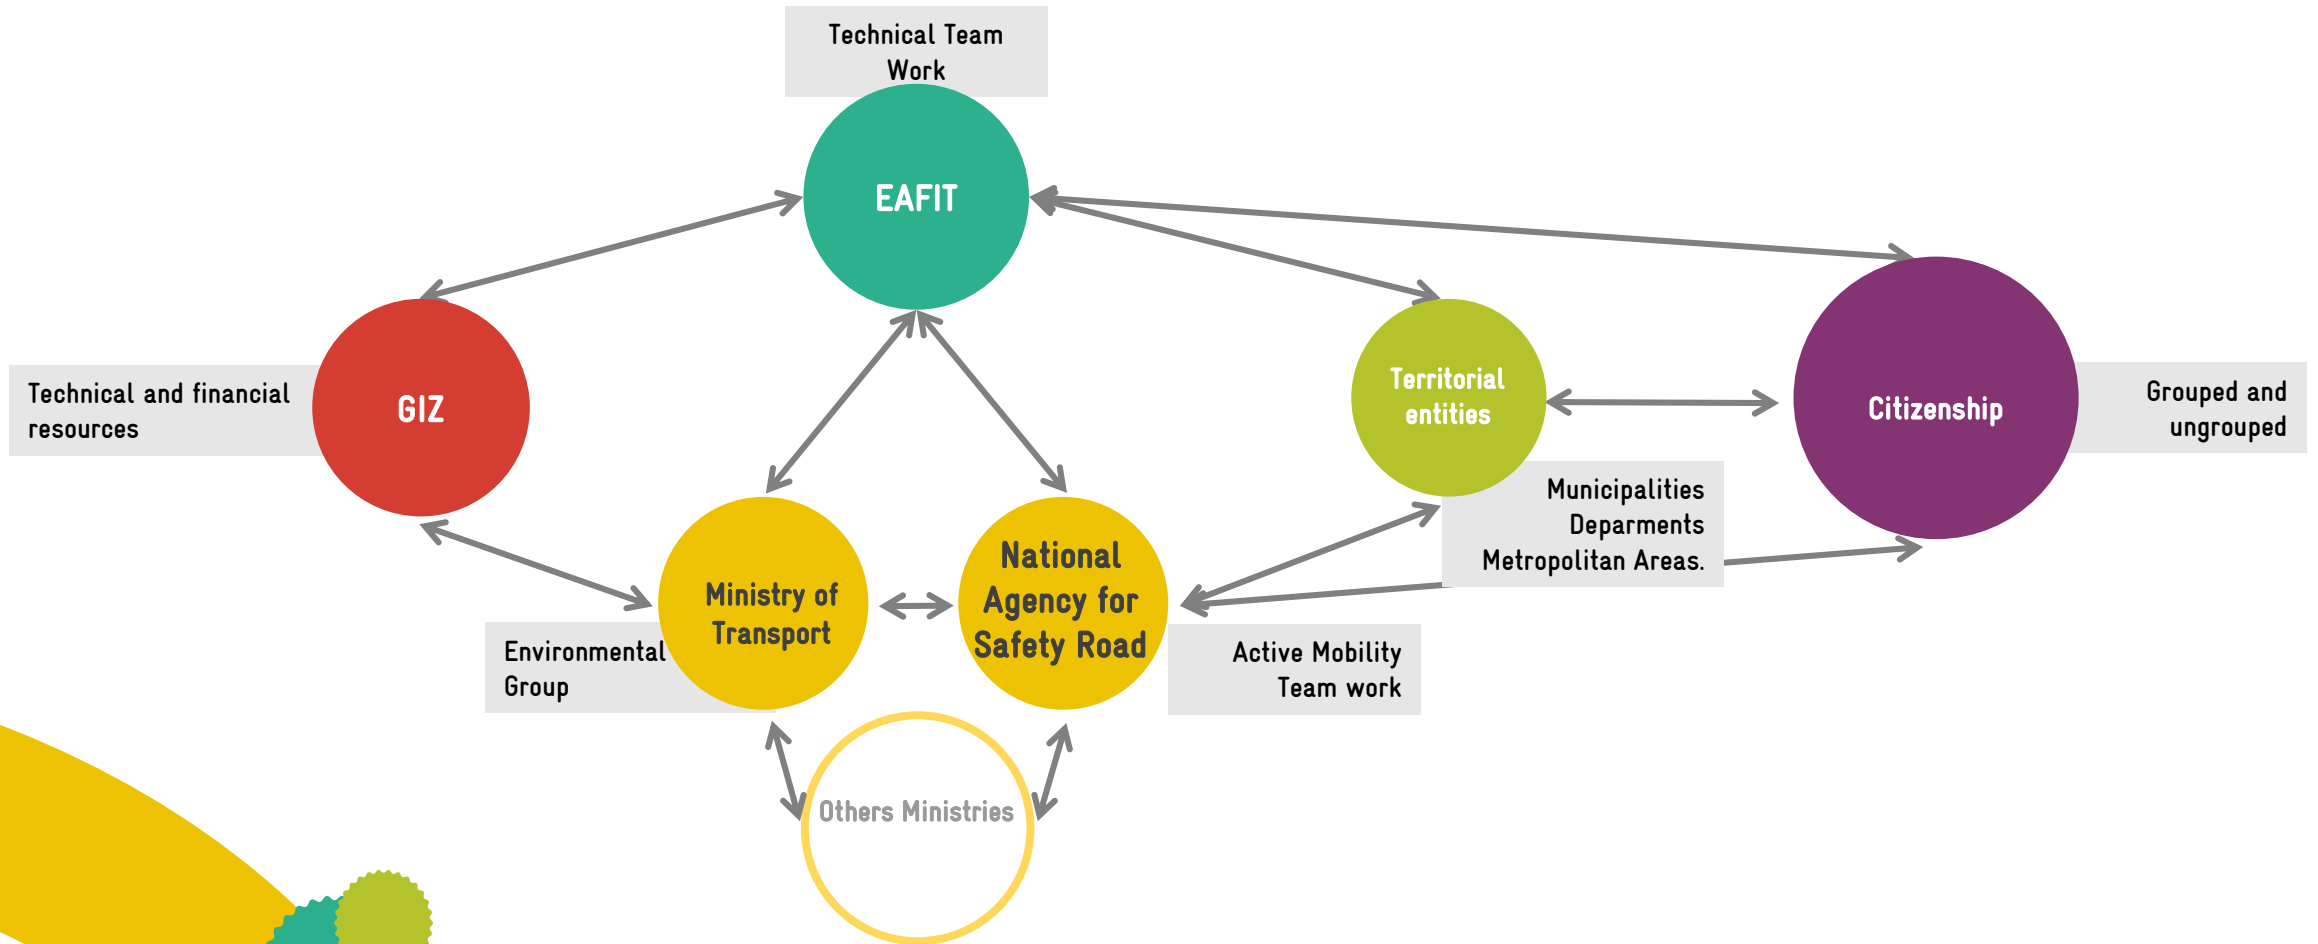 Technical Team
Work
EAFIT
Technical and financial
resources
GIZ
Territorial
entities
Citizenship
Grouped and
ungrouped
Municipalities
Deparments
Metropolitan Areas.
Ministry of
Transport
Environmental
Group
National
Agency for
Safety Road
Active Mobility
Team work
Others Ministries